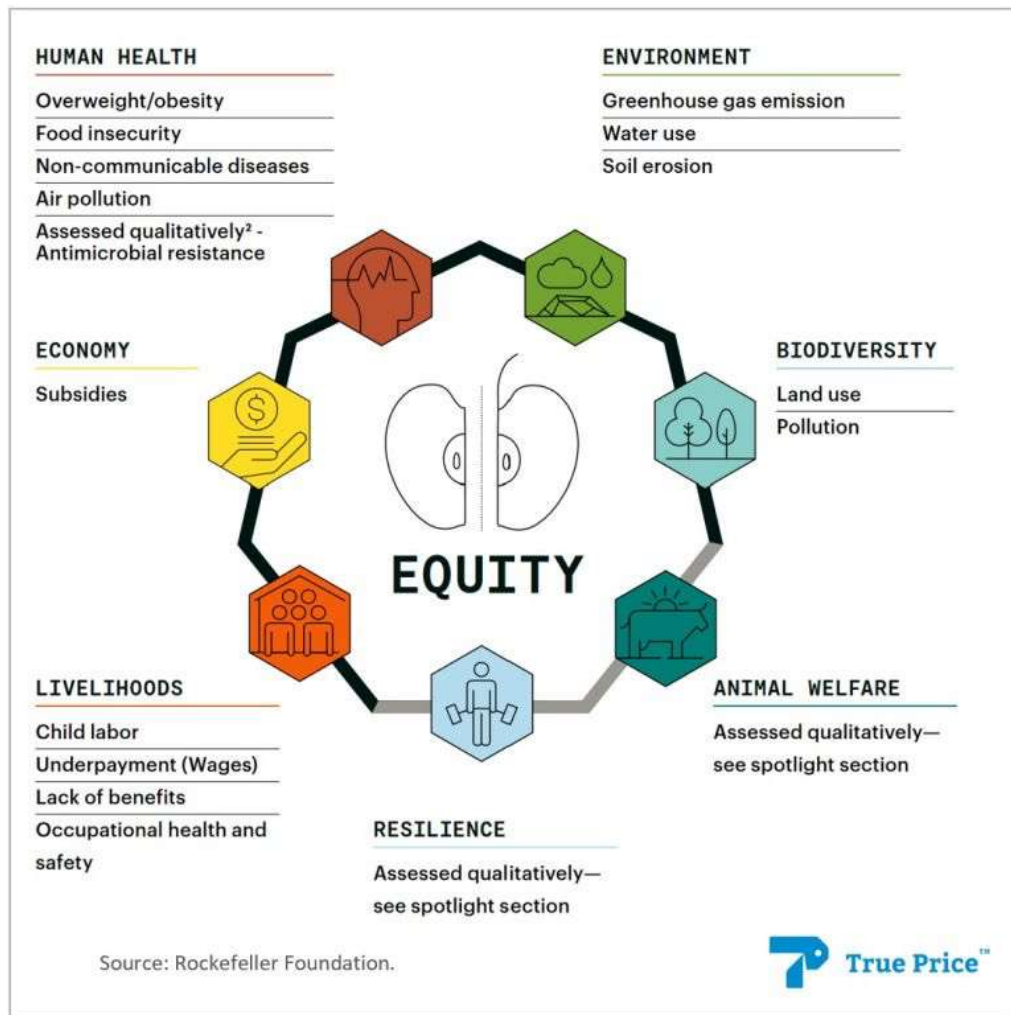 HUMAN HEALTH
Overweight/obesity
Food insecurity
Non-communicable diseases
Air pollution
Assessed qualitatively² -
Antimicrobial resistance
ENVIRONMENT
Greenhouse gas emission
Water use
Soil erosion
ECONOMY
Subsidies
$
BIODIVERSITY
Land use
Pollution
EQUITY
LIVELIHOODS
Child labor
Underpayment (Wages)
Lack of benefits
Occupational health and
safety
RESILIENCE
Assessed qualitatively—
see spotlight section
ANIMAL WELFARE
Assessed qualitatively—
see spotlight section
Source: Rockefeller Foundation.
True Price™